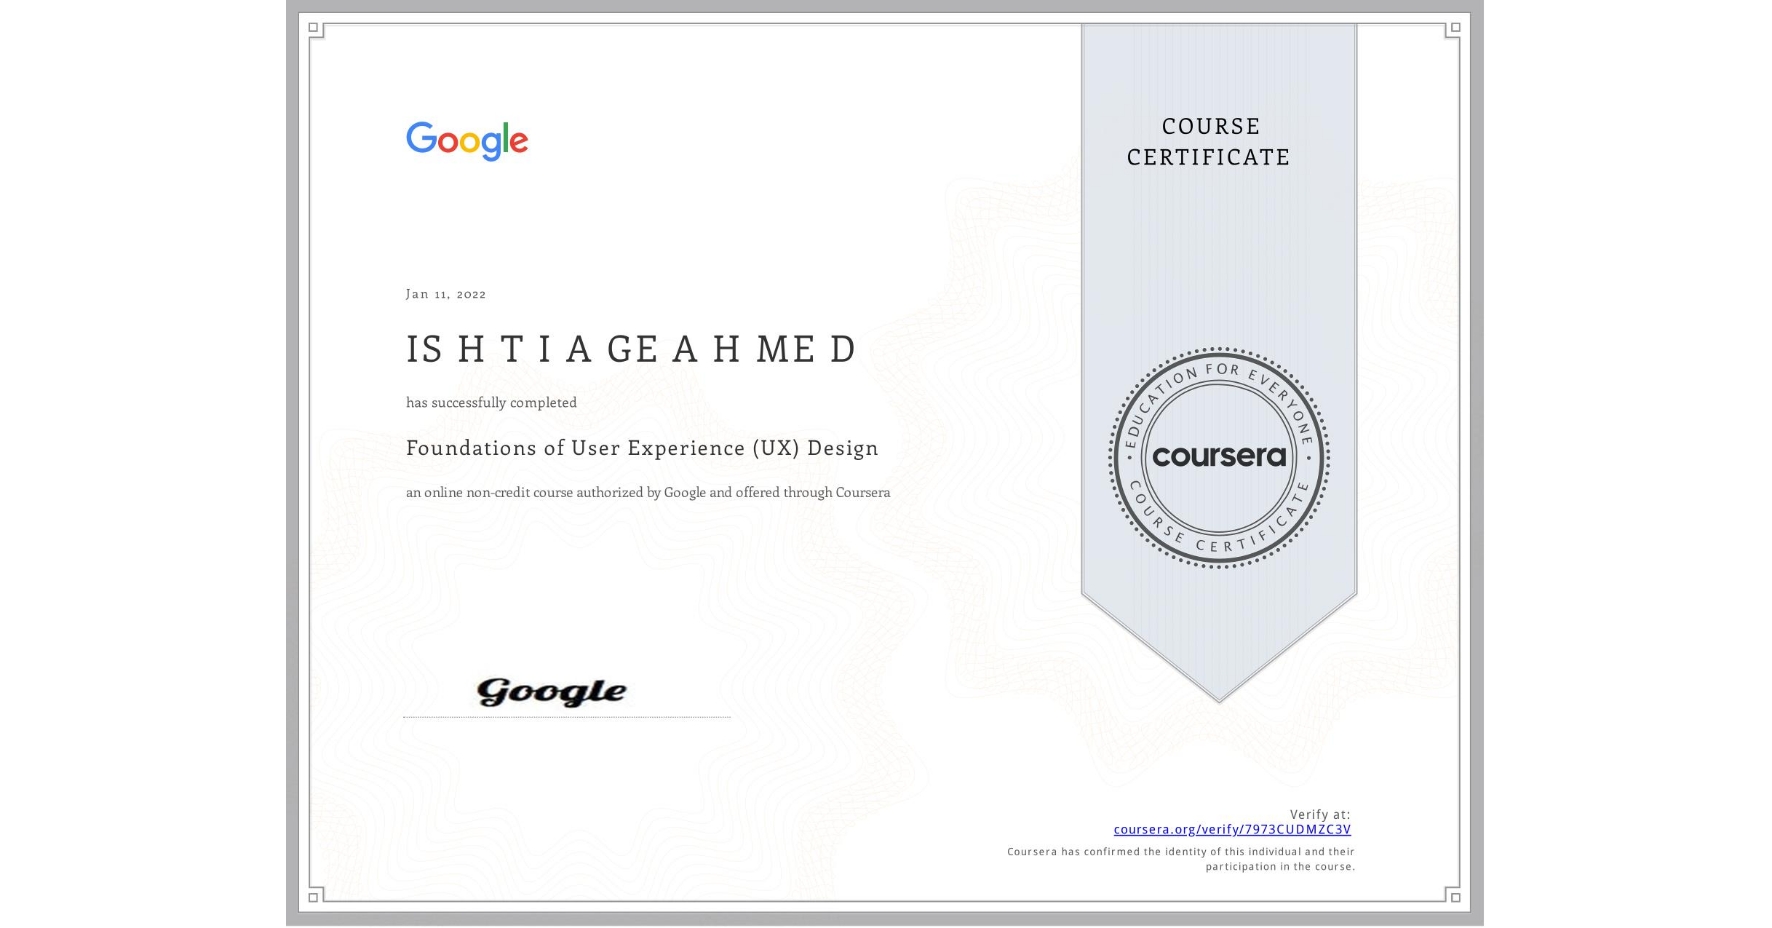 Google
COURSE
CERTIFICATE
Jan 11, 2022
IS H T I A GE A H ME D
has successfully completed
Foundations of User Experience (UX) Design
an online non-credit course authorized by Google and offered through Coursera
EDUCATION FOR EVERYONE
coursera
COURSE CERTIFICATE
Google
Verify at:
coursera.org/verify/7973CUDMZC3V
Coursera has confirmed the identity of this individual and their
participation in the course.